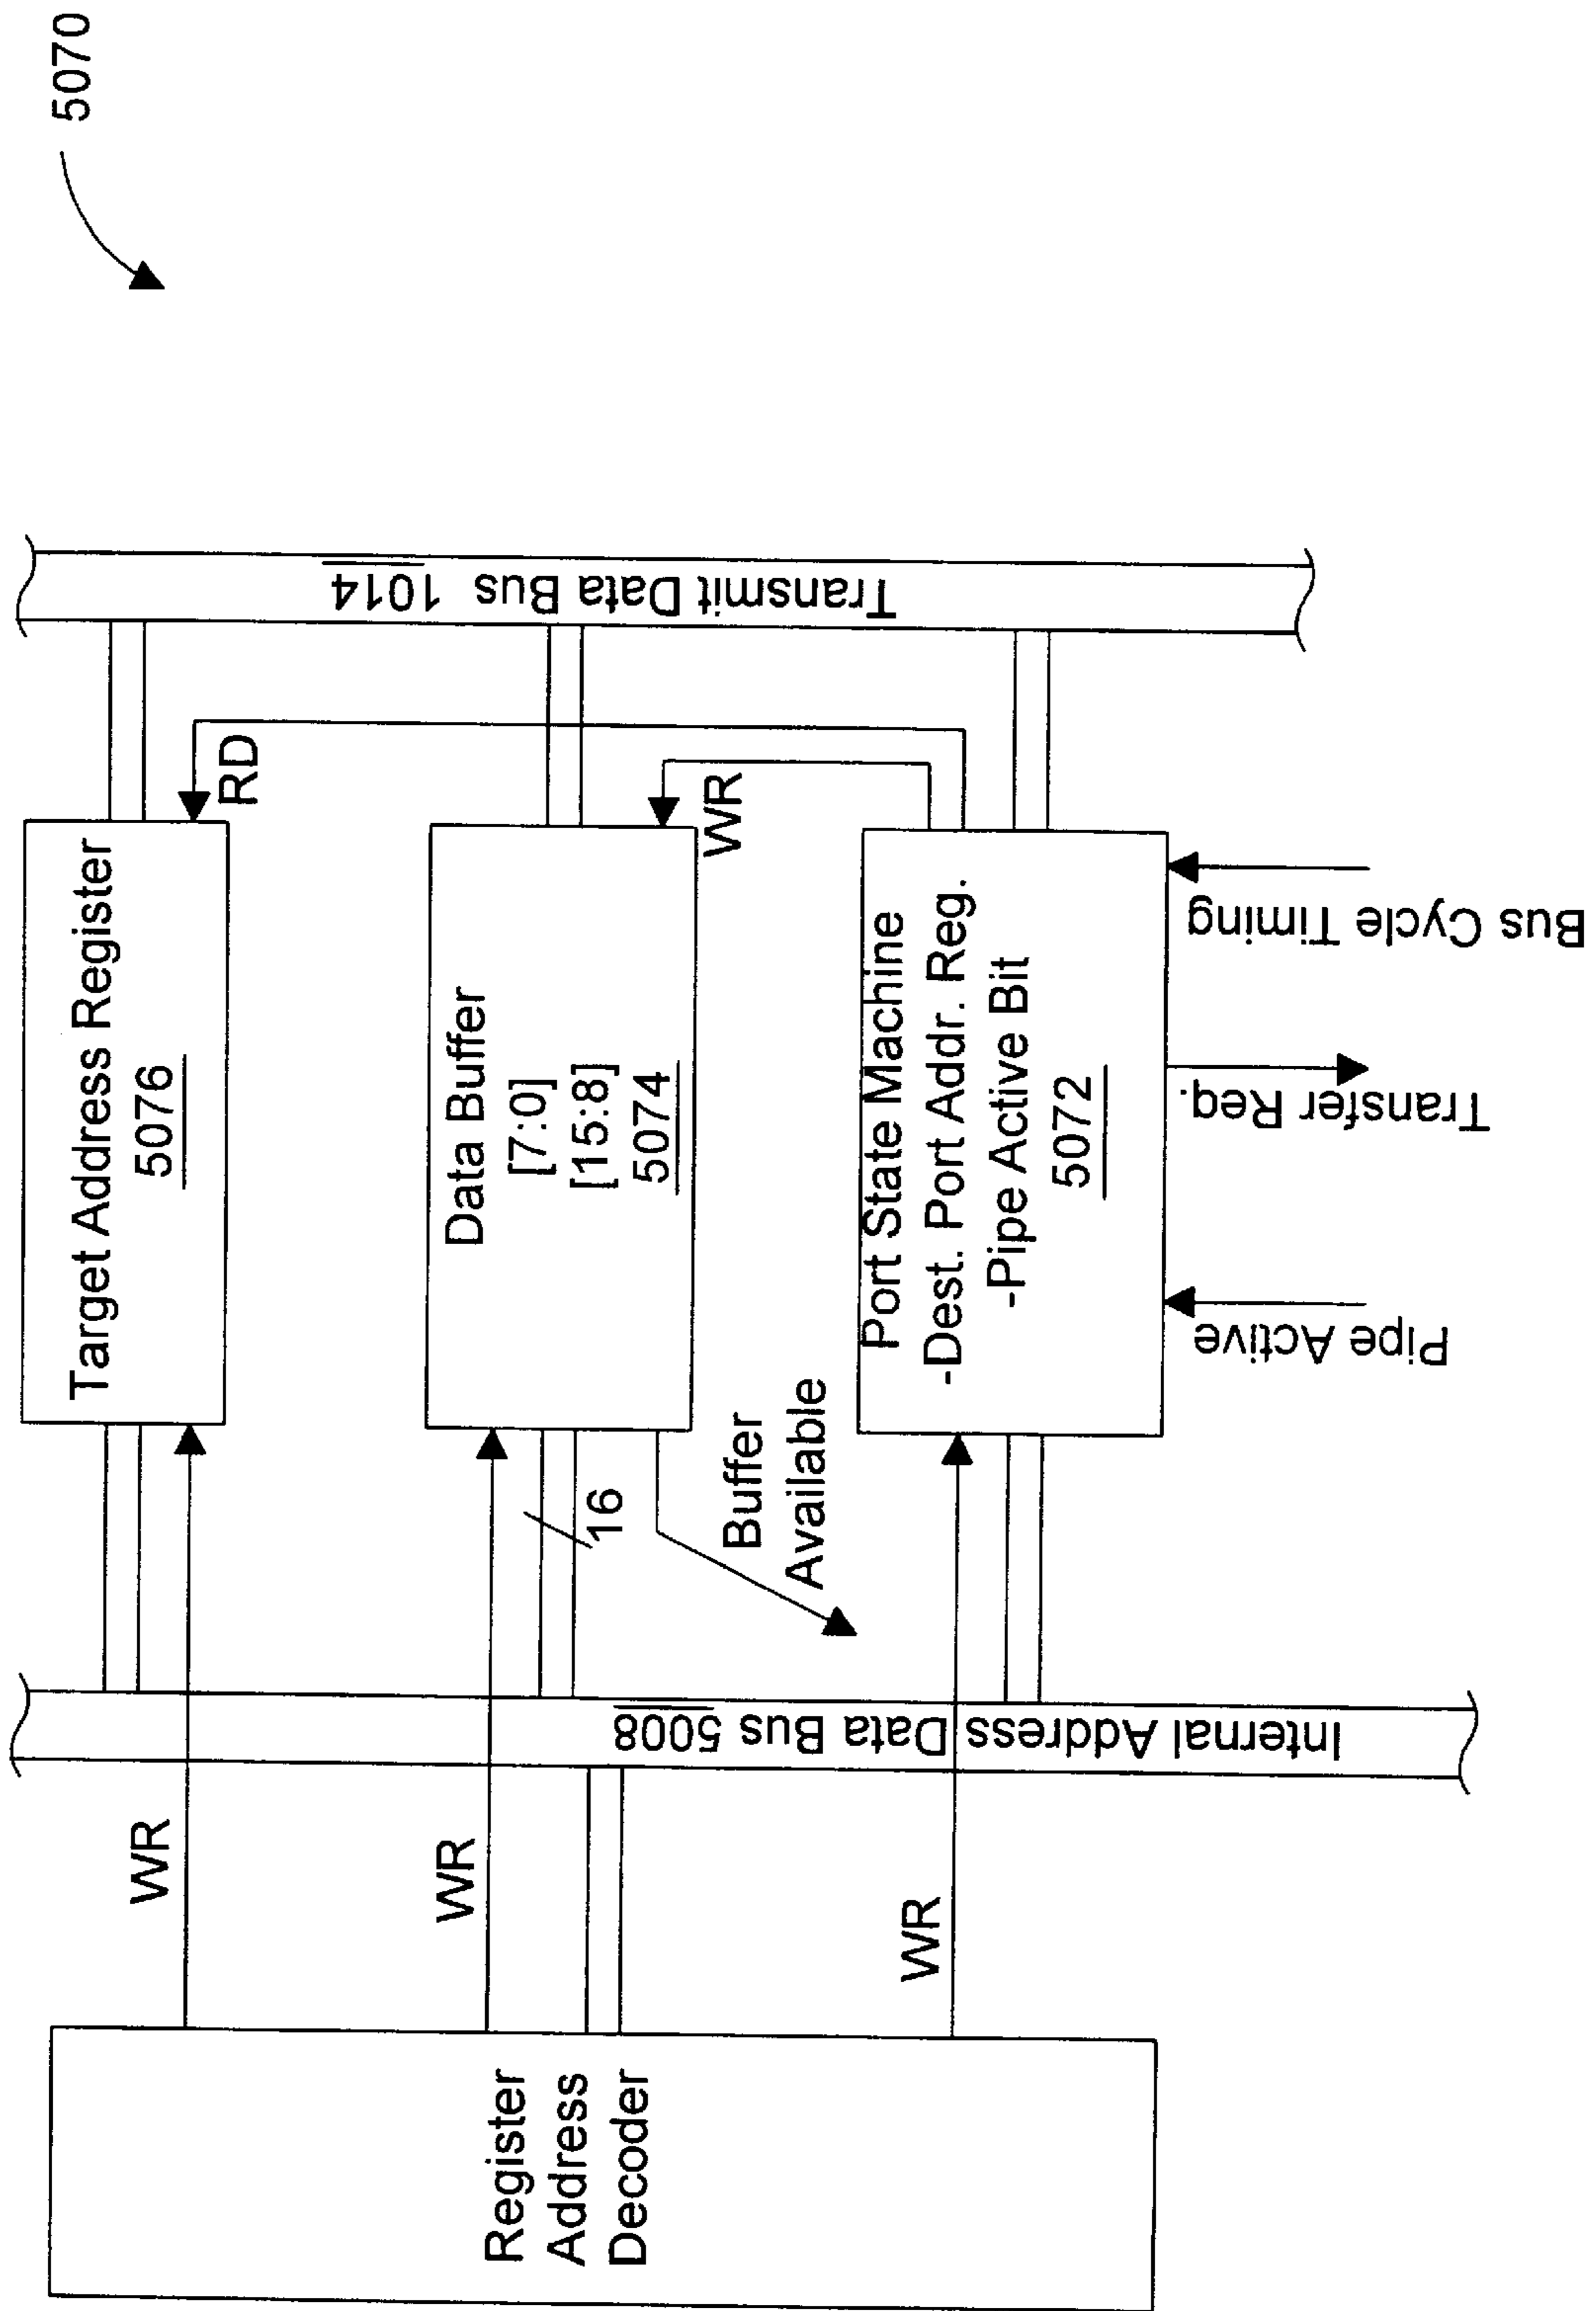 5070
Register
Address
Decoder
WR
WR
WR
Internal Address Data Bus 5008
Target Address Register
5076
RD
16
Data Buffer
[7:0]
[15:8]
5074
WR
Buffer
Available
Port State Machine
-Dest. Port Addr. Reg.
-Pipe Active Bit
5072
Pipe Active
Transfer Req.
Bus Cycle Timing
Transmit Data Bus 1014